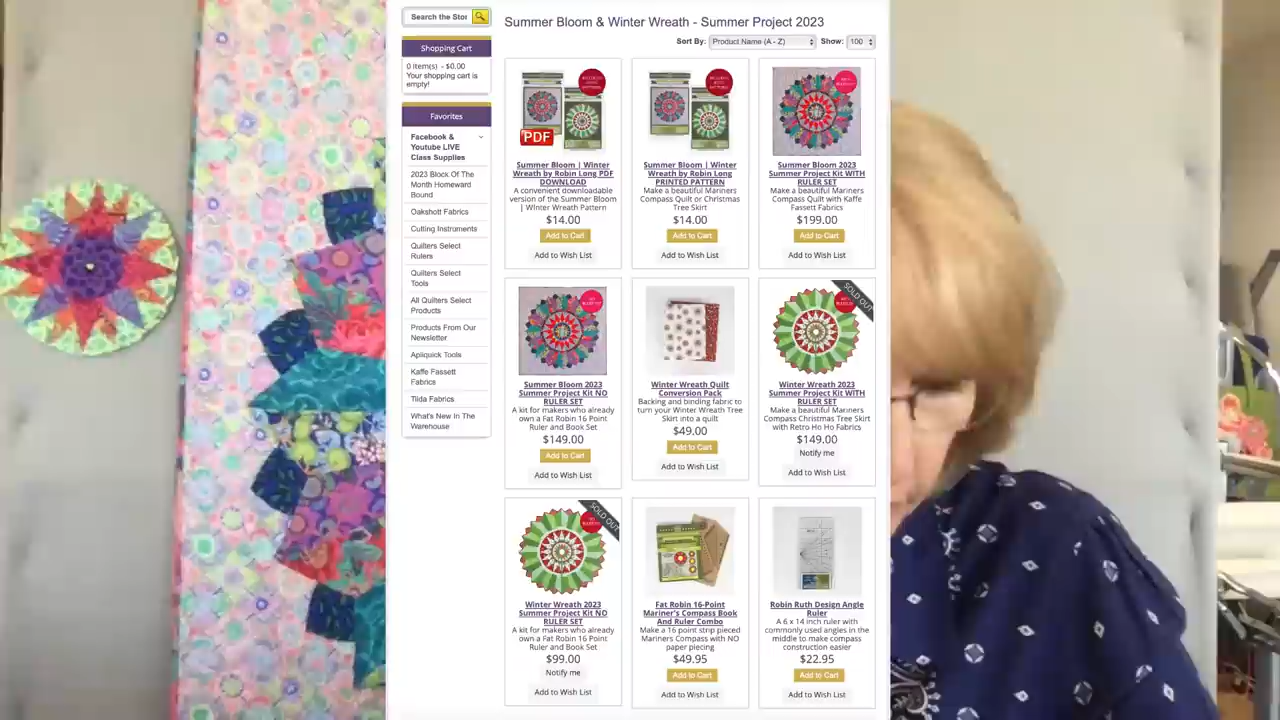 Search the Stor
Summer Bloom & Winter Wreath - Summer Project 2023
Sort By: Product Name (A - Z) Show: 100
Shopping Cart
0 Item(s) - $0.00
Your shopping cart is
empty!
Favorites
Facebook &
Youtube LIVE
Class Supplies
2023 Block Of The
Month Homeward
Bound
Oakshott Fabrics
Cutting Instruments
Quilters Select
Rulers
Quilters Select
Tools
All Quilters Select
Products
Products From Our
Newsletter
Apliquick Tools
Kaffe Fassett
Fabrics
Tilda Fabrics
What's New In The
Warehouse
PDF
Summer Bloom | Winter
Wreath by Robin Long PDF
DOWNLOAD
A convenient downloadable
version of the Summer Bloom
| Winter Wreath Pattern
$14.00
Add to Cart
Add to Wish List
Summer Bloom | Winter
Wreath by Robin Long
PRINTED PATTERN
Make a beautiful Mariners
Compass Quilt or Christmas
Tree Skirt
$14.00
Add to Cart
Add to Wish List
Summer Bloom 2023
Summer Project Kit WITH
RULER SET
Make a beautiful Mariners
Compass Quilt with Kaffe
Fassett Fabrics
$199.00
Add to Cart
Add to Wish List
Summer Bloom 2023
Summer Project Kit NO
RULER SET
A kit for makers who already
own a Fat Robin 16 Point
Ruler and Book Set
$149.00
Add to Cart
Add to Wish List
Winter Wreath Quilt
Conversion Pack
Backing and binding fabric to
turn your Winter Wreath Tree
Skirt into a quilt
$49.00
Add to Cart
Add to Wish List
SOLD OUT
Winter Wreath 2023
Summer Project Kit WITH
RULER SET
Make a beautiful Mariners
Compass Christmas Tree Skirt
with Retro Ho Ho Fabrics
$149.00
Notify me
Add to Wish List
SOLD OUT
Winter Wreath 2023
Summer Project Kit NO
RULER SET
A kit for makers who already
own a Fat Robin 16 Point
Ruler and Book Set
$99.00
Notify me
Add to Wish List
Fat Robin 16-Point
Mariner's Compass Book
And Ruler Combo
Make a 16 point strip pieced
Mariners Compass with NO
paper piecing
$49.95
Add to Cart
Add to Wish List
Robin Ruth Design Angle
Ruler
A 6 x 14 inch ruler with
commonly used angles in the
middle to make compass
construction easier
$22.95
Add to Cart
Add to Wish List